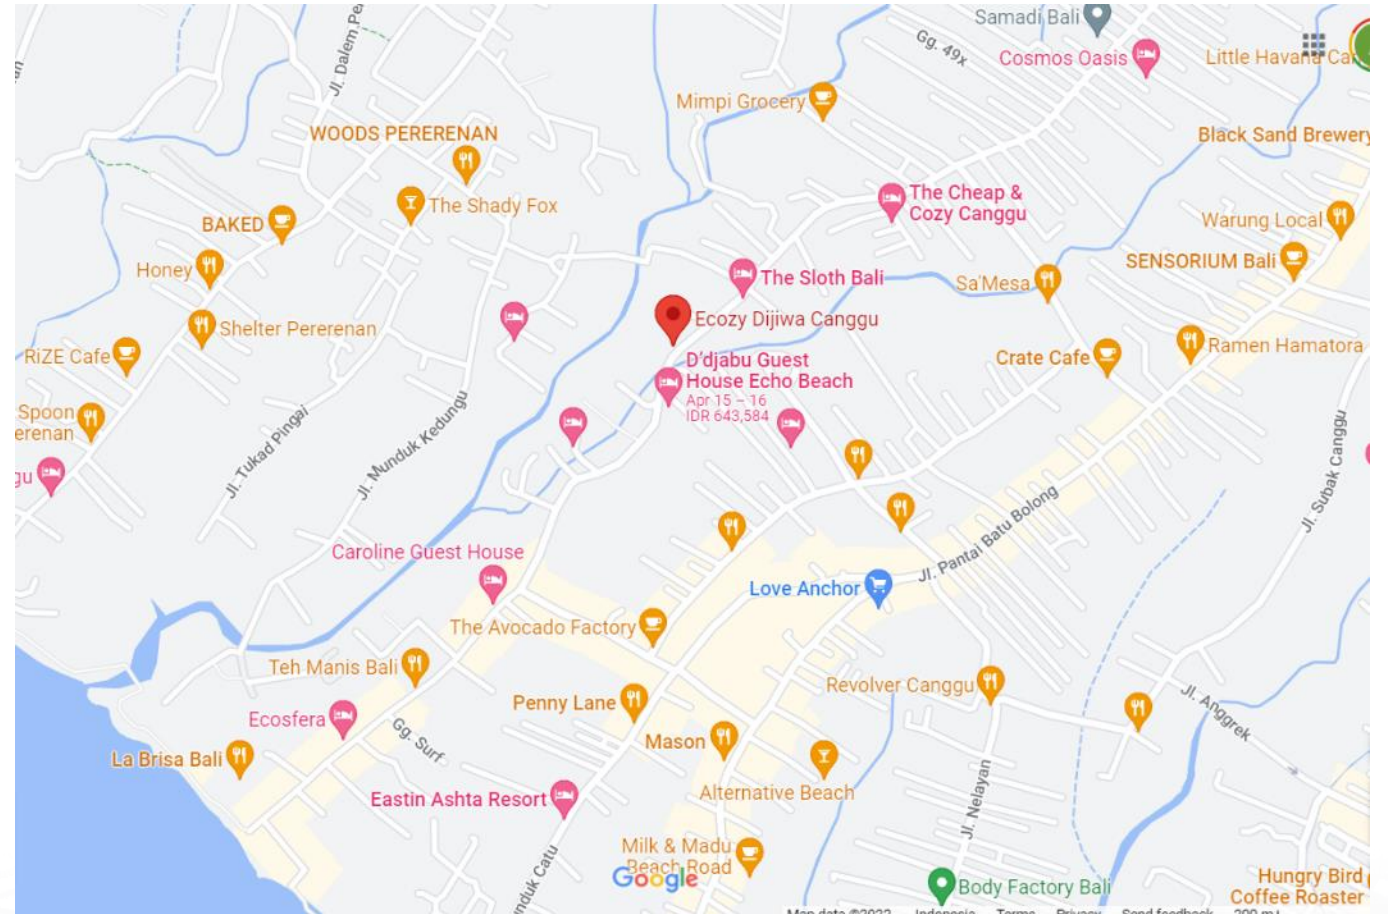 Samadi Bali
Gg. 49x
Cosmos Oasis
Little Havana Ca
Jl. Dalem Pe
Mimpi Grocery
WOODS PERERENAN
Black Sand Brewery
The Cheap &
Cozy Canggu
The Shady Fox
BAKED
Warung Local
SENSORIUM Bali
Honey
The Sloth Bali
Sa'Mesa
Ecozy Dijiwa Canggu
Shelter Pererenan
Ramen Hamatora
RiZE Cafe
Crate Cafe
D'djabu Guest
House Echo Beach
Apr 15 – 16
IDR 643,584
Spoon
erenan
Jl. Tukad Pingai
Jl. Munduk Kedungu
Jl. Subak Canggu
gu
Jl. Pantai Batu Bolong
Caroline Guest House
Love Anchor
The Avocado Factory
Teh Manis Bali
Revolver Canggu
Penny Lane
Jl. Anggrek
Ecosfera
Gg. Surf
Mason
La Brisa Bali
Alternative Beach
Eastin Ashta Resort
Jl. Nelayan
Milk & Madu
Beach Road
unduk Catu
Google
Body Factory Bali
Hungry Bird
Coffee Roaster